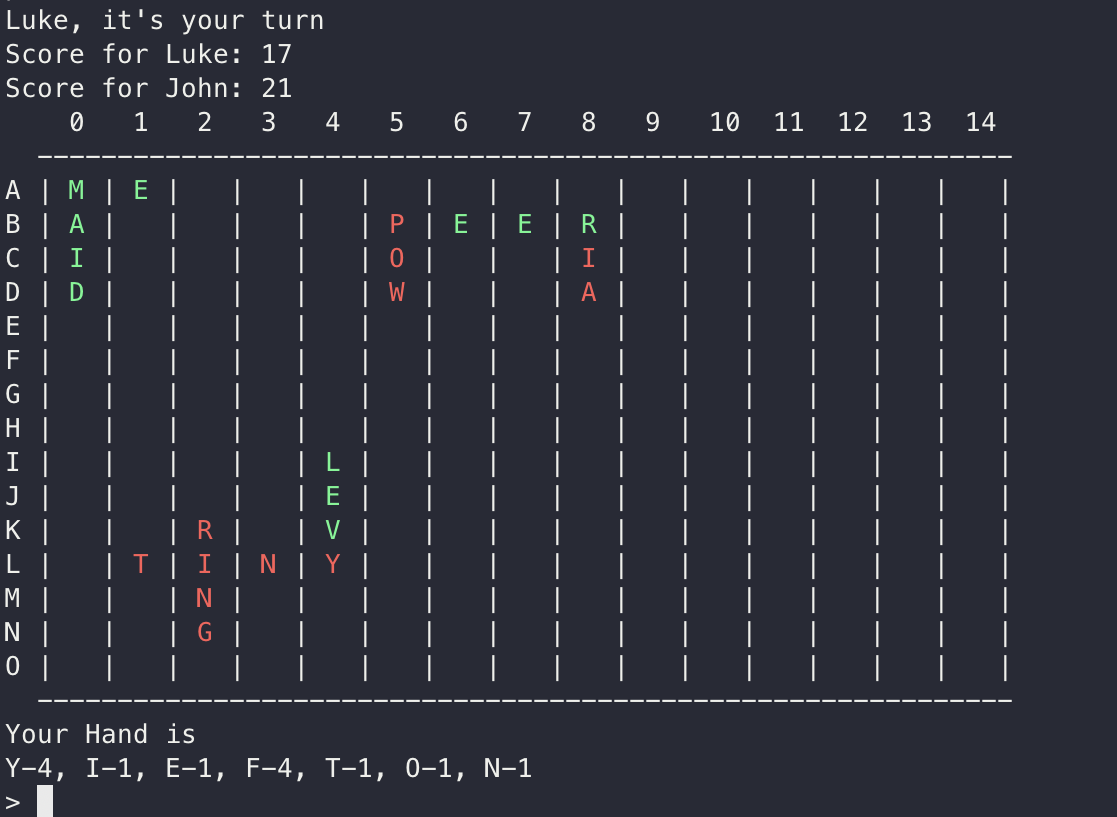 Luke, it's your turn
Score for Luke: 17
Score for John: 21
0 1 2 3 4 5 6 7 8 9 10 11 12 13 14
A | M | E | | | | | | | | | | | | | |
B | A | | | | | P | E | E | R | | | | | | |
C | I | | | | | O | | | I | | | | | | |
D | D | | | | | W | | | A | | | | | | |
E | | | | | | | | | | | | | | | |
F | | | | | | | | | | | | | | | |
G | | | | | | | | | | | | | | | |
H | | | | | | | | | | | | | | | |
I | | | | | L | | | | | | | | | | |
J | | | | | E | | | | | | | | | | |
K | | | R | | V | | | | | | | | | | |
L | | T | I | N | Y | | | | | | | | | | |
M | | | N | | | | | | | | | | | | |
N | | | G | | | | | | | | | | | | |
O | | | | | | | | | | | | | | | |
Your Hand is
Y-4, I-1, E-1, F-4, T-1, O-1, N-1
>